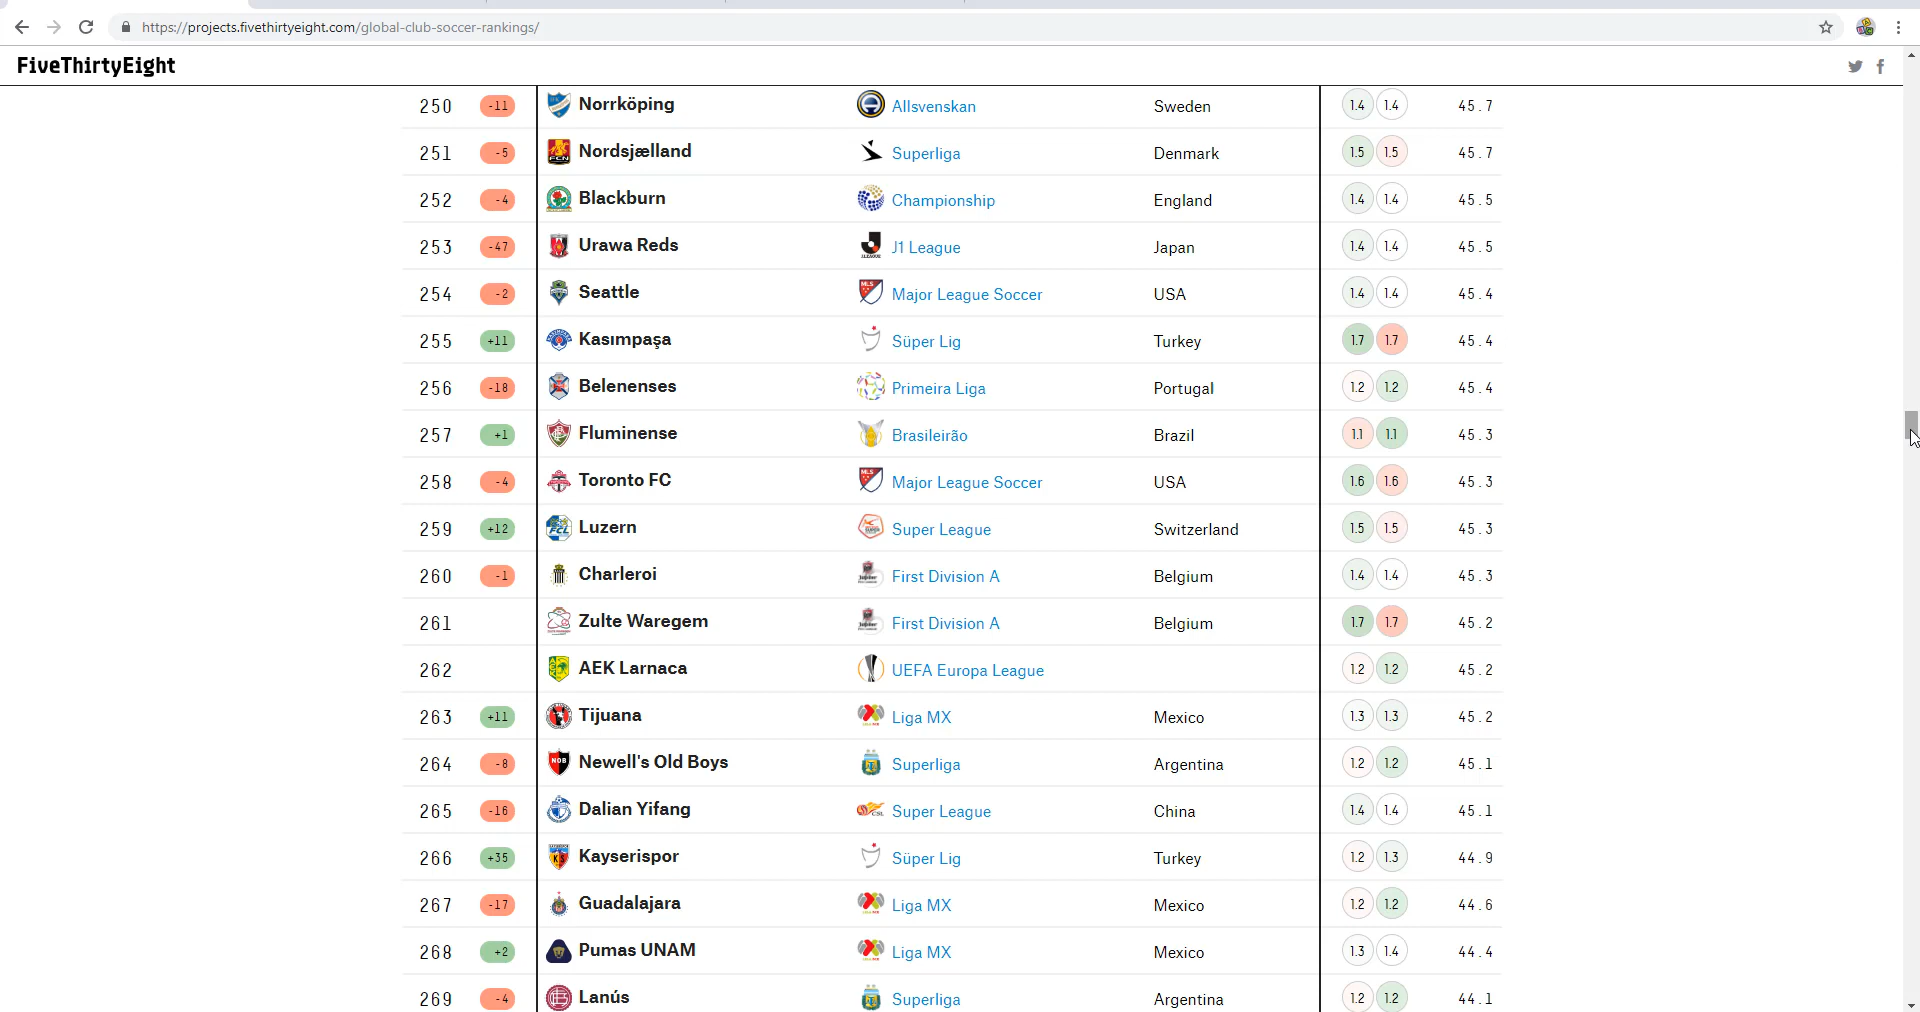 https://projects.fivethirtyeight.com/global-club-soccer-rankings/
FiveThirtyEight
250 -11 Norrköping Allsvenskan Sweden 1.4 1.4 45.7
251 -5 Nordsjælland Superliga Denmark 1.5 1.5 45.7
252 -4 Blackburn Championship England 1.4 1.4 45.5
253 -47 Urawa Reds J1 League Japan 1.4 1.4 45.5
254 -2 Seattle Major League Soccer USA 1.4 1.4 45.4
255 +11 Kasımpaşa Süper Lig Turkey 1.7 1.7 45.4
256 -18 Belenenses Primeira Liga Portugal 1.2 1.2 45.4
257 +1 Fluminense Brasileirão Brazil 1.1 1.1 45.3
258 -4 Toronto FC Major League Soccer USA 1.6 1.6 45.3
259 +12 Luzern Super League Switzerland 1.5 1.5 45.3
260 -1 Charleroi First Division A Belgium 1.4 1.4 45.3
261 Zulte Waregem First Division A Belgium 1.7 1.7 45.2
262 AEK Larnaca UEFA Europa League 1.2 1.2 45.2
263 +11 Tijuana Liga MX Mexico 1.3 1.3 45.2
264 -8 Newell's Old Boys Superliga Argentina 1.2 1.2 45.1
265 -16 Dalian Yifang Super League China 1.4 1.4 45.1
266 +35 Kayserispor Süper Lig Turkey 1.2 1.3 44.9
267 -17 Guadalajara Liga MX Mexico 1.2 1.2 44.6
268 +2 Pumas UNAM Liga MX Mexico 1.3 1.4 44.4
269 -4 Lanús Superliga Argentina 1.2 1.2 44.1